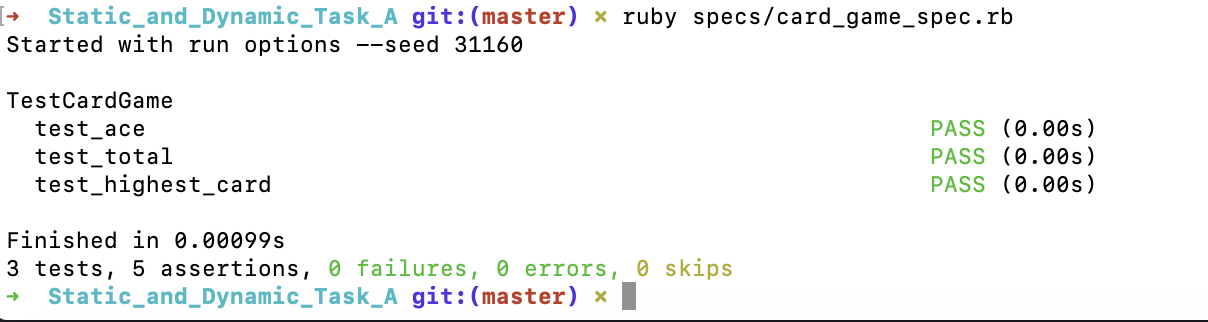 → Static_and_Dynamic_Task_A git:(master) × ruby specs/card_game_spec.rb
Started with run options --seed 31160
TestCardGame
test_ace PASS (0.00s)
test_total PASS (0.00s)
test_highest_card PASS (0.00s)
Finished in 0.00099s
3 tests, 5 assertions, 0 failures, 0 errors, 0 skips
→ Static_and_Dynamic_Task_A git:(master) ×